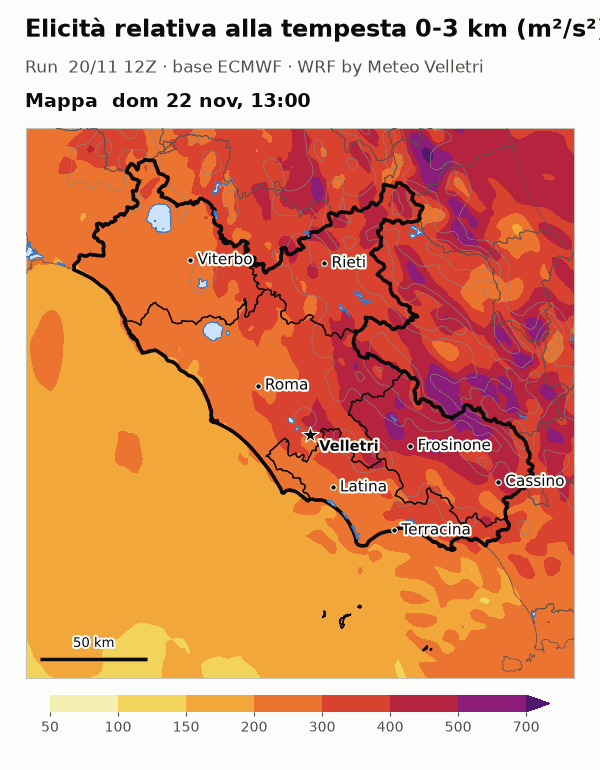 Elicità relativa alla tempesta 0-3 km (m²/s²)
Run 20/11 12Z · base ECMWF · WRF by Meteo Velletri
Mappa dom 22 nov, 13:00
Viterbo
Rieti
Roma
Velletri
Frosinone
Latina
Cassino
Terracina
50 km
50 100 150 200 300 400 500 700